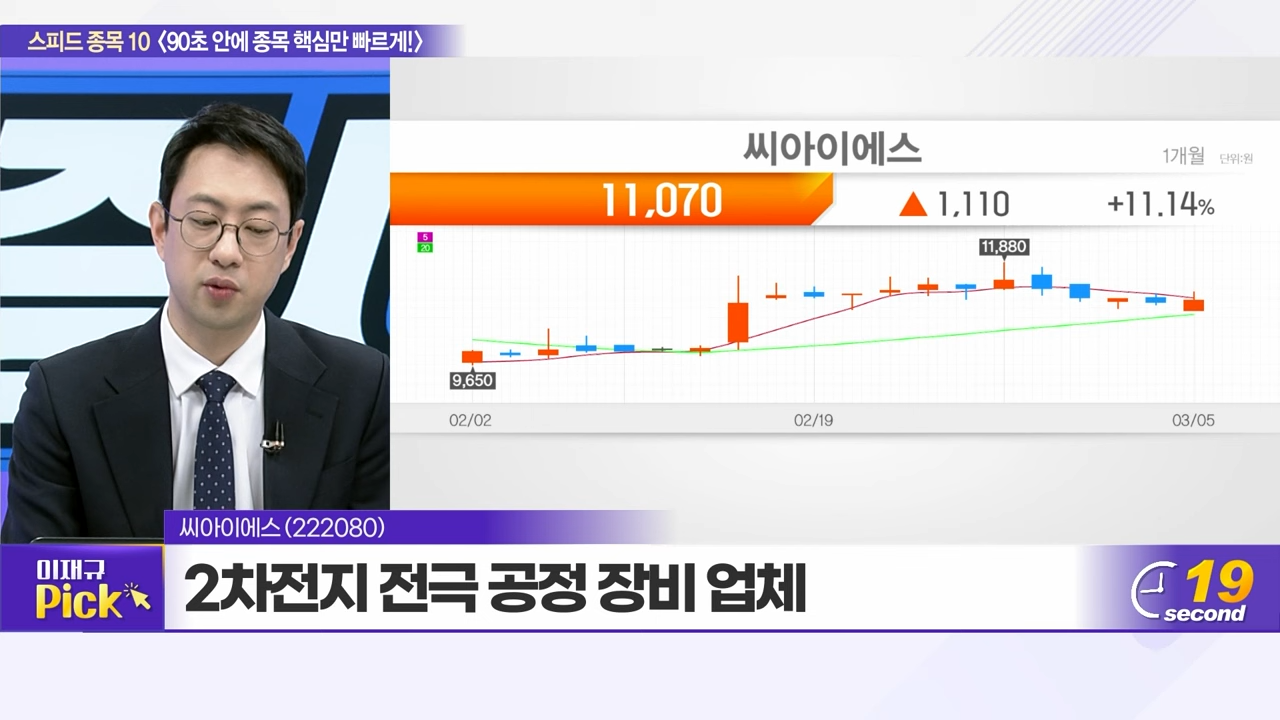 스피드 종목 10 〈90초 안에 종목 핵심만 빠르게!〉
씨아이에스
1개월 단위:원
11,070 ▲ 1,110 +11.14%
5
20
11,880
9,650
02/02 02/19 03/05
씨아이에스 (222080)
이재규
Pick
2차전지 전극 공정 장비 업체
19
second